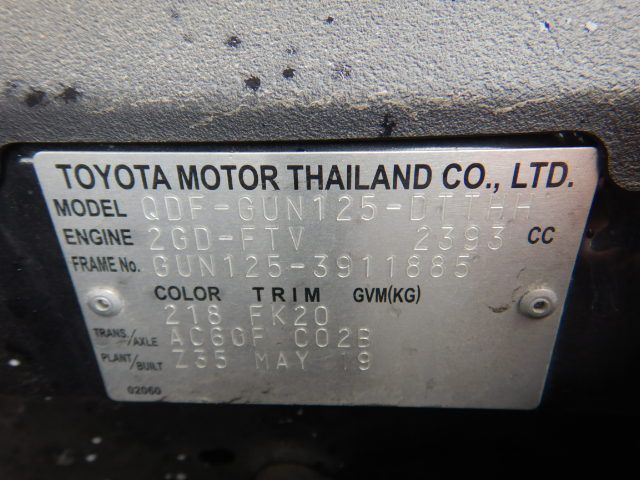 TOYOTA MOTOR THAILAND CO., LTD.
MODEL QDF-GUN125-DTTHH
ENGINE 2GD-FTV 2393 CC
FRAME No. GUN125-3911885
COLOR TRIM GVM(KG)
218 FK20
TRANS./AXLE AC60F C02B
PLANT/BUILT Z35 MAY 19
02060